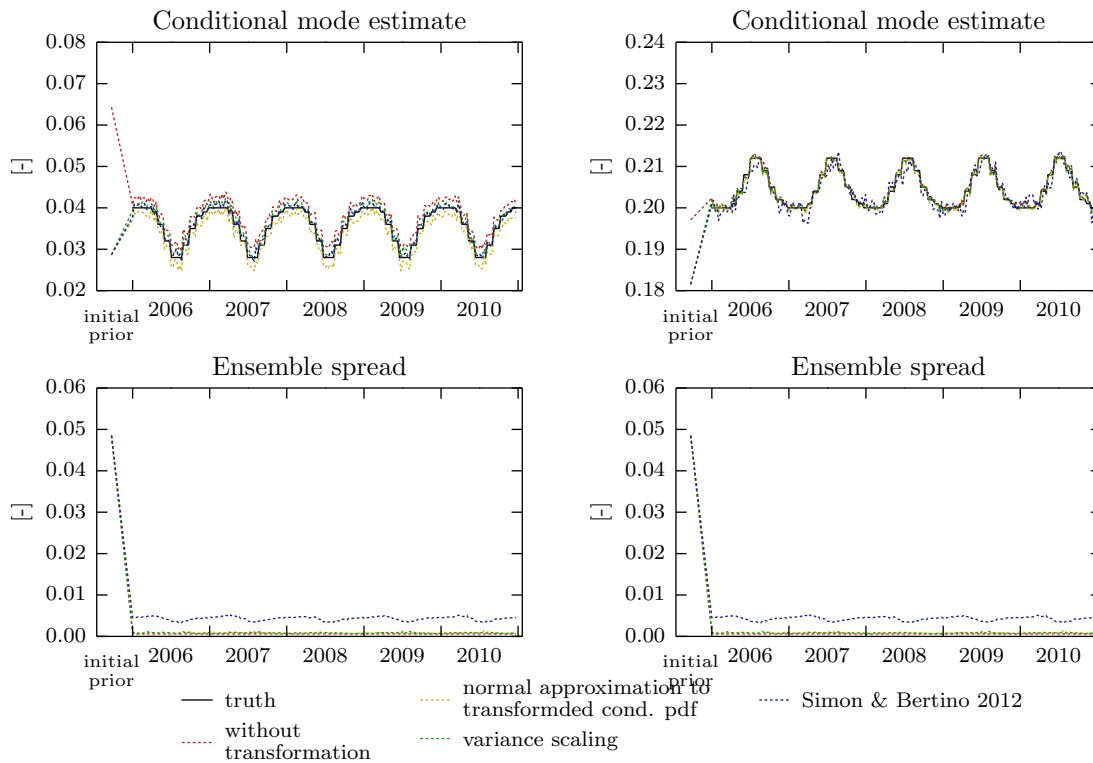 Conditional mode estimate
0.08
0.07
0.06
0.05
0.04
0.03
0.02
[-]
initial
prior
2006
2007
2008
2009
2010
Conditional mode estimate
0.24
0.23
0.22
0.21
0.20
0.19
0.18
[-]
initial
prior
2006
2007
2008
2009
2010
Ensemble spread
0.06
0.05
0.04
0.03
0.02
0.01
0.00
[-]
initial
prior
2006
2007
2008
2009
2010
Ensemble spread
0.06
0.05
0.04
0.03
0.02
0.01
0.00
[-]
initial
prior
2006
2007
2008
2009
2010
truth
without
transformation
normal approximation to
transformded cond. pdf
variance scaling
Simon & Bertino 2012